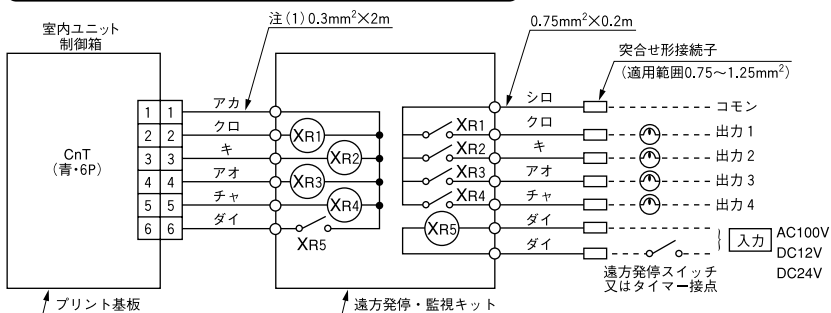 注(1) 0.3mm²×2m
0.75mm²×0.2m
室内ユニット
制御箱
突合せ形接続子
(適用範囲0.75～1.25mm²)
CnT
(青・6P)
1 1 アカ
2 2 クロ XR1
3 3 キ XR2
4 4 アオ XR3
5 5 チャ XR4
6 6 ダイ XR5
シロ コモン
XR1 クロ 出力 1
XR2 キ 出力 2
XR3 アオ 出力 3
XR4 チャ 出力 4
XR5 ダイ
ダイ
入力
AC100V
DC12V
DC24V
遠方発停スイッチ
又はタイマー接点
プリント基板
遠方発停・監視キット